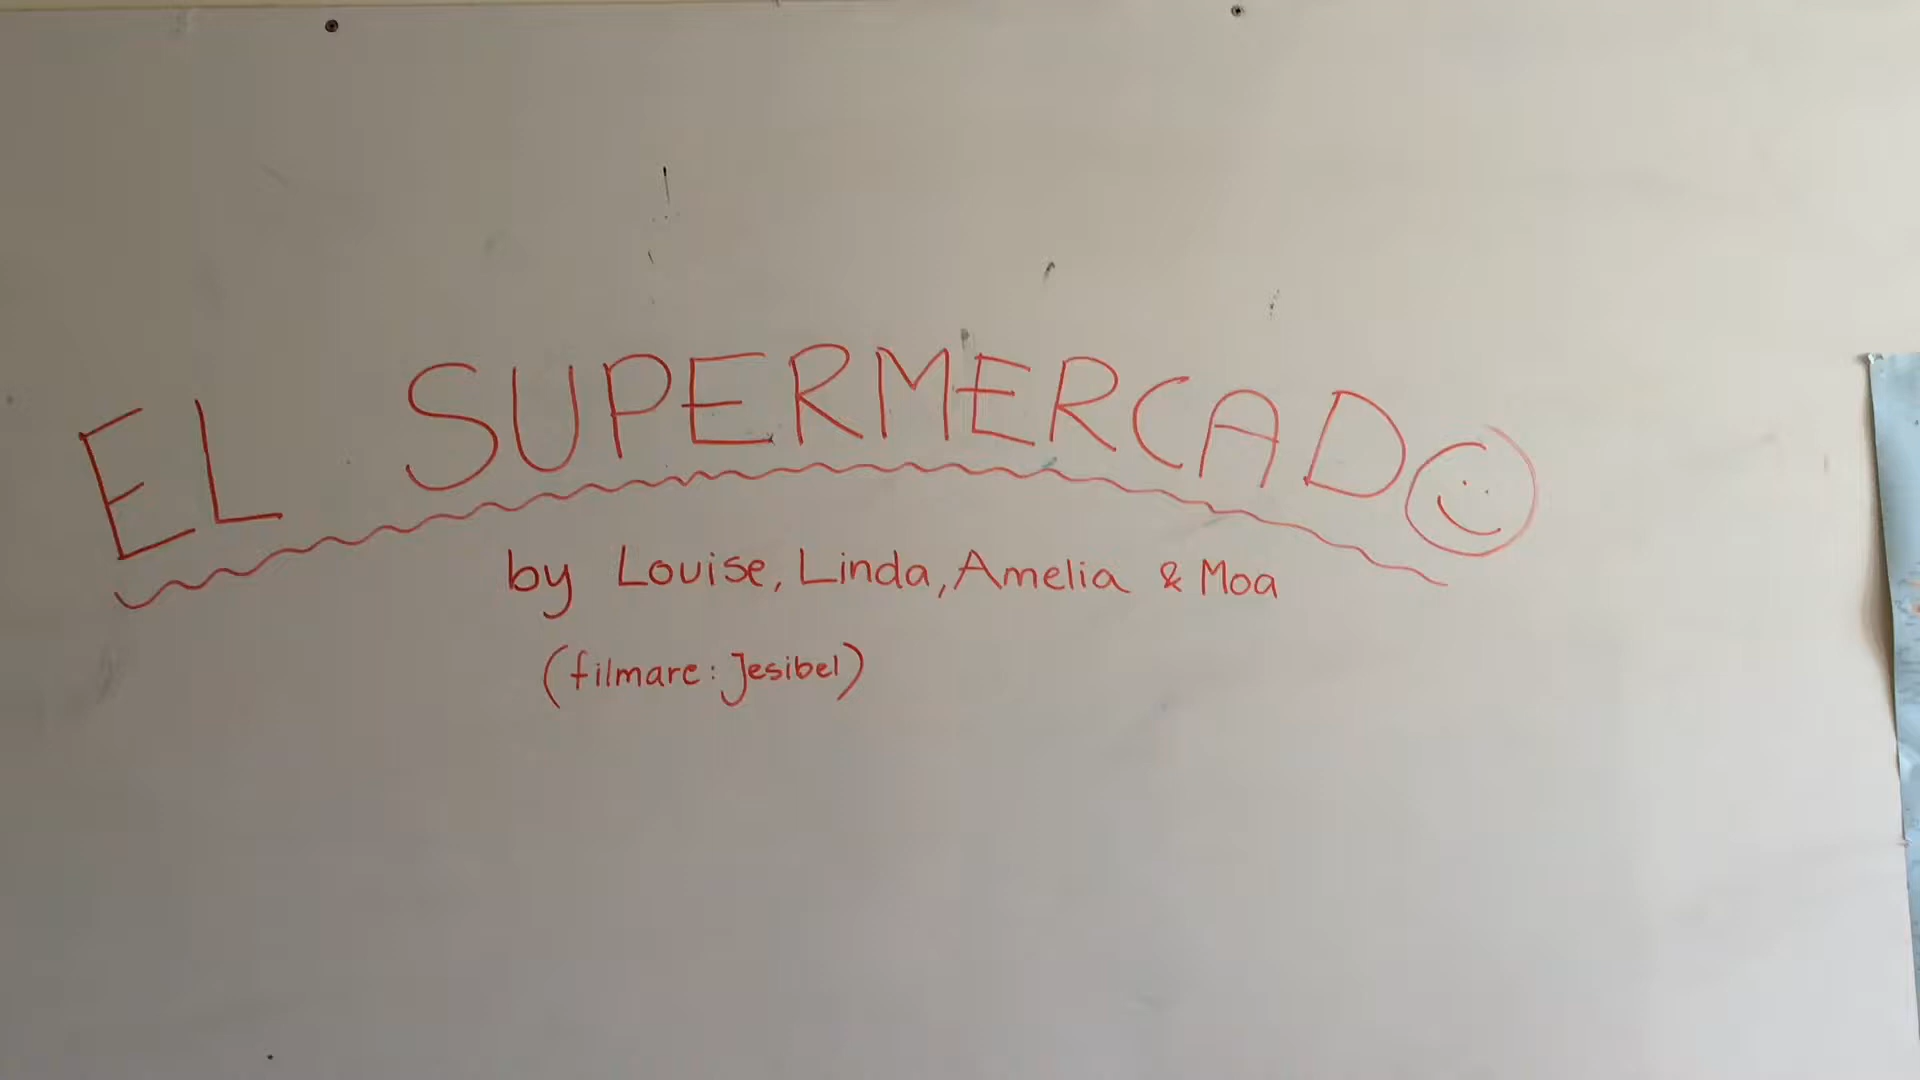 EL SUPERMERCADO
by Louise, Linda, Amelia & Moa
(filmare: Jesibel)